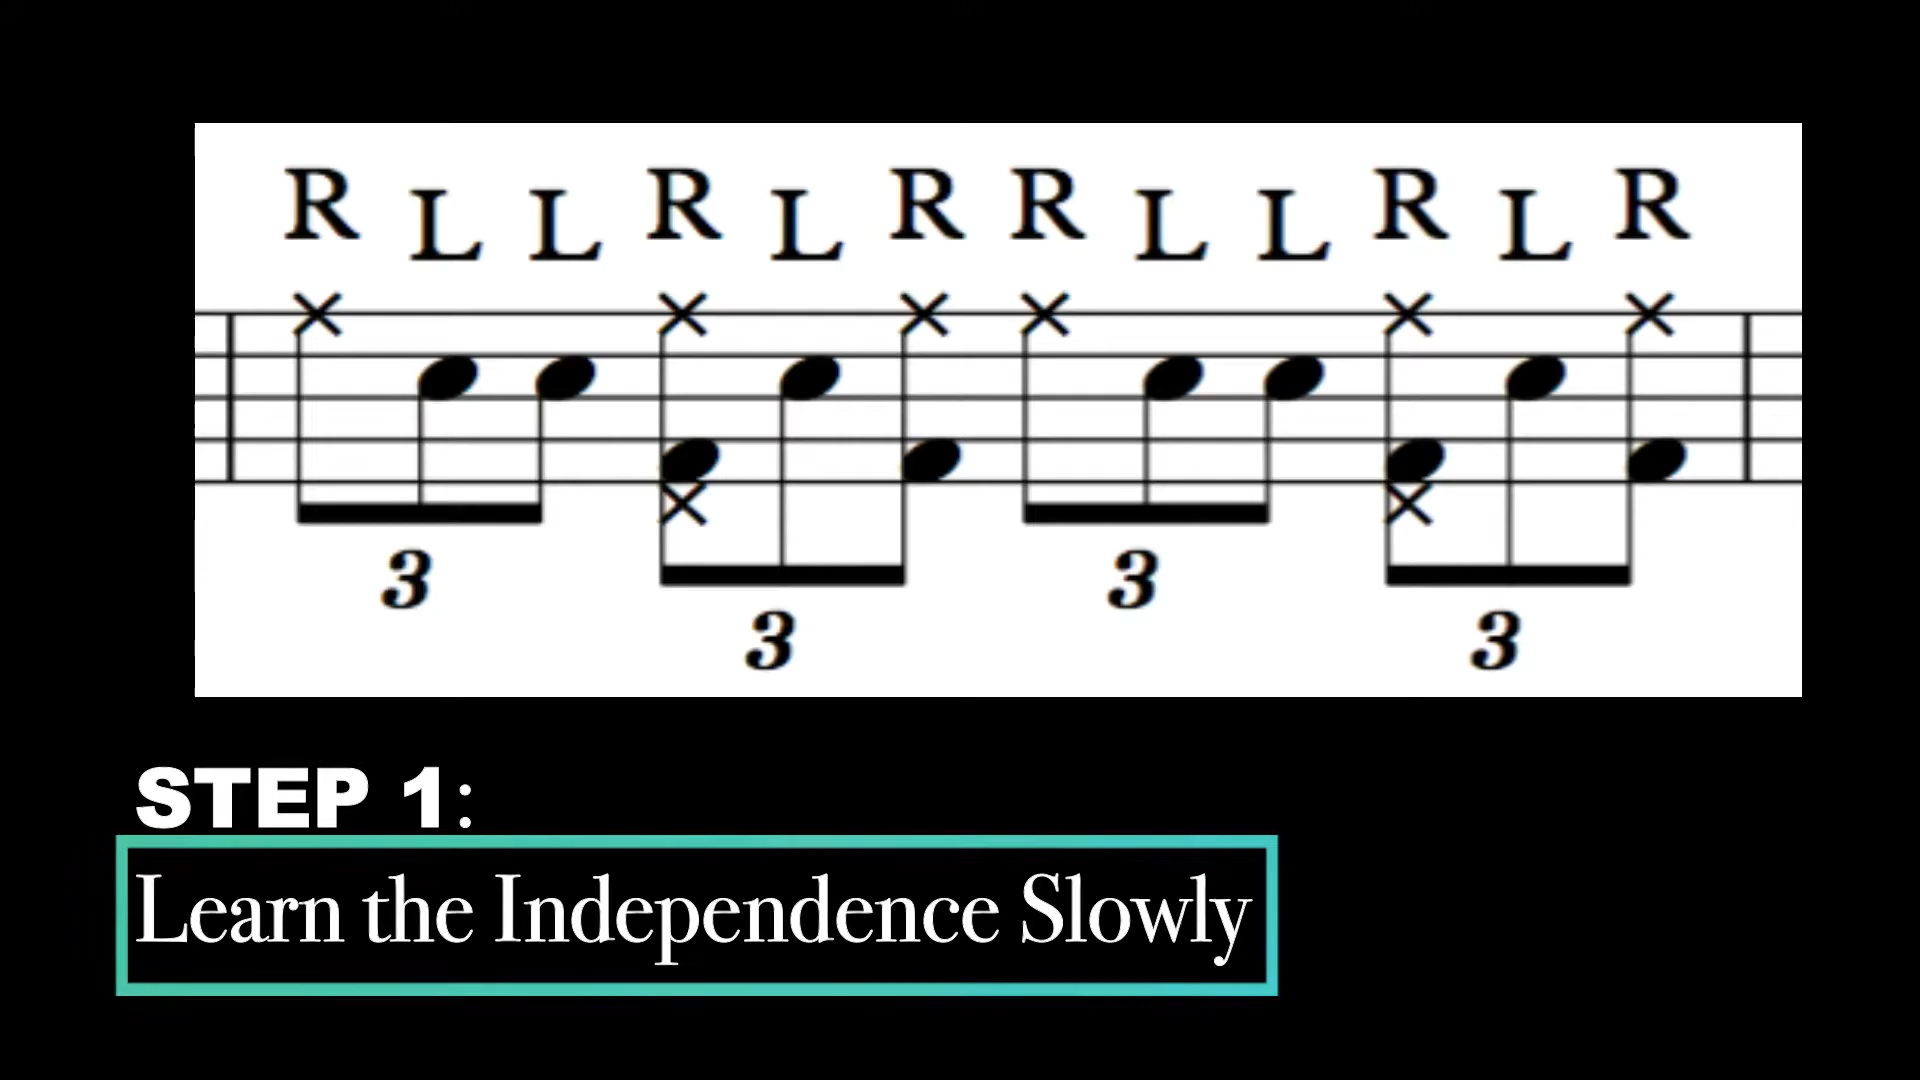 R L L R L R R L L R L R
3 3 3 3
STEP 1:
Learn the Independence Slowly